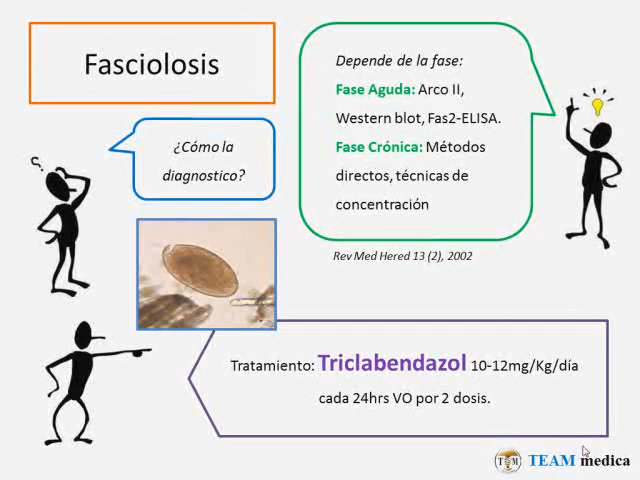 Fasciolosis
Depende de la fase:
Fase Aguda: Arco II,
Western blot, Fas2-ELISA.
Fase Crónica: Métodos
directos, técnicas de
concentración
¿Cómo la
diagnostico?
Rev Med Hered 13 (2), 2002
Tratamiento: Triclabendazol 10-12mg/Kg/día
cada 24hrs VO por 2 dosis.
TEAM medica